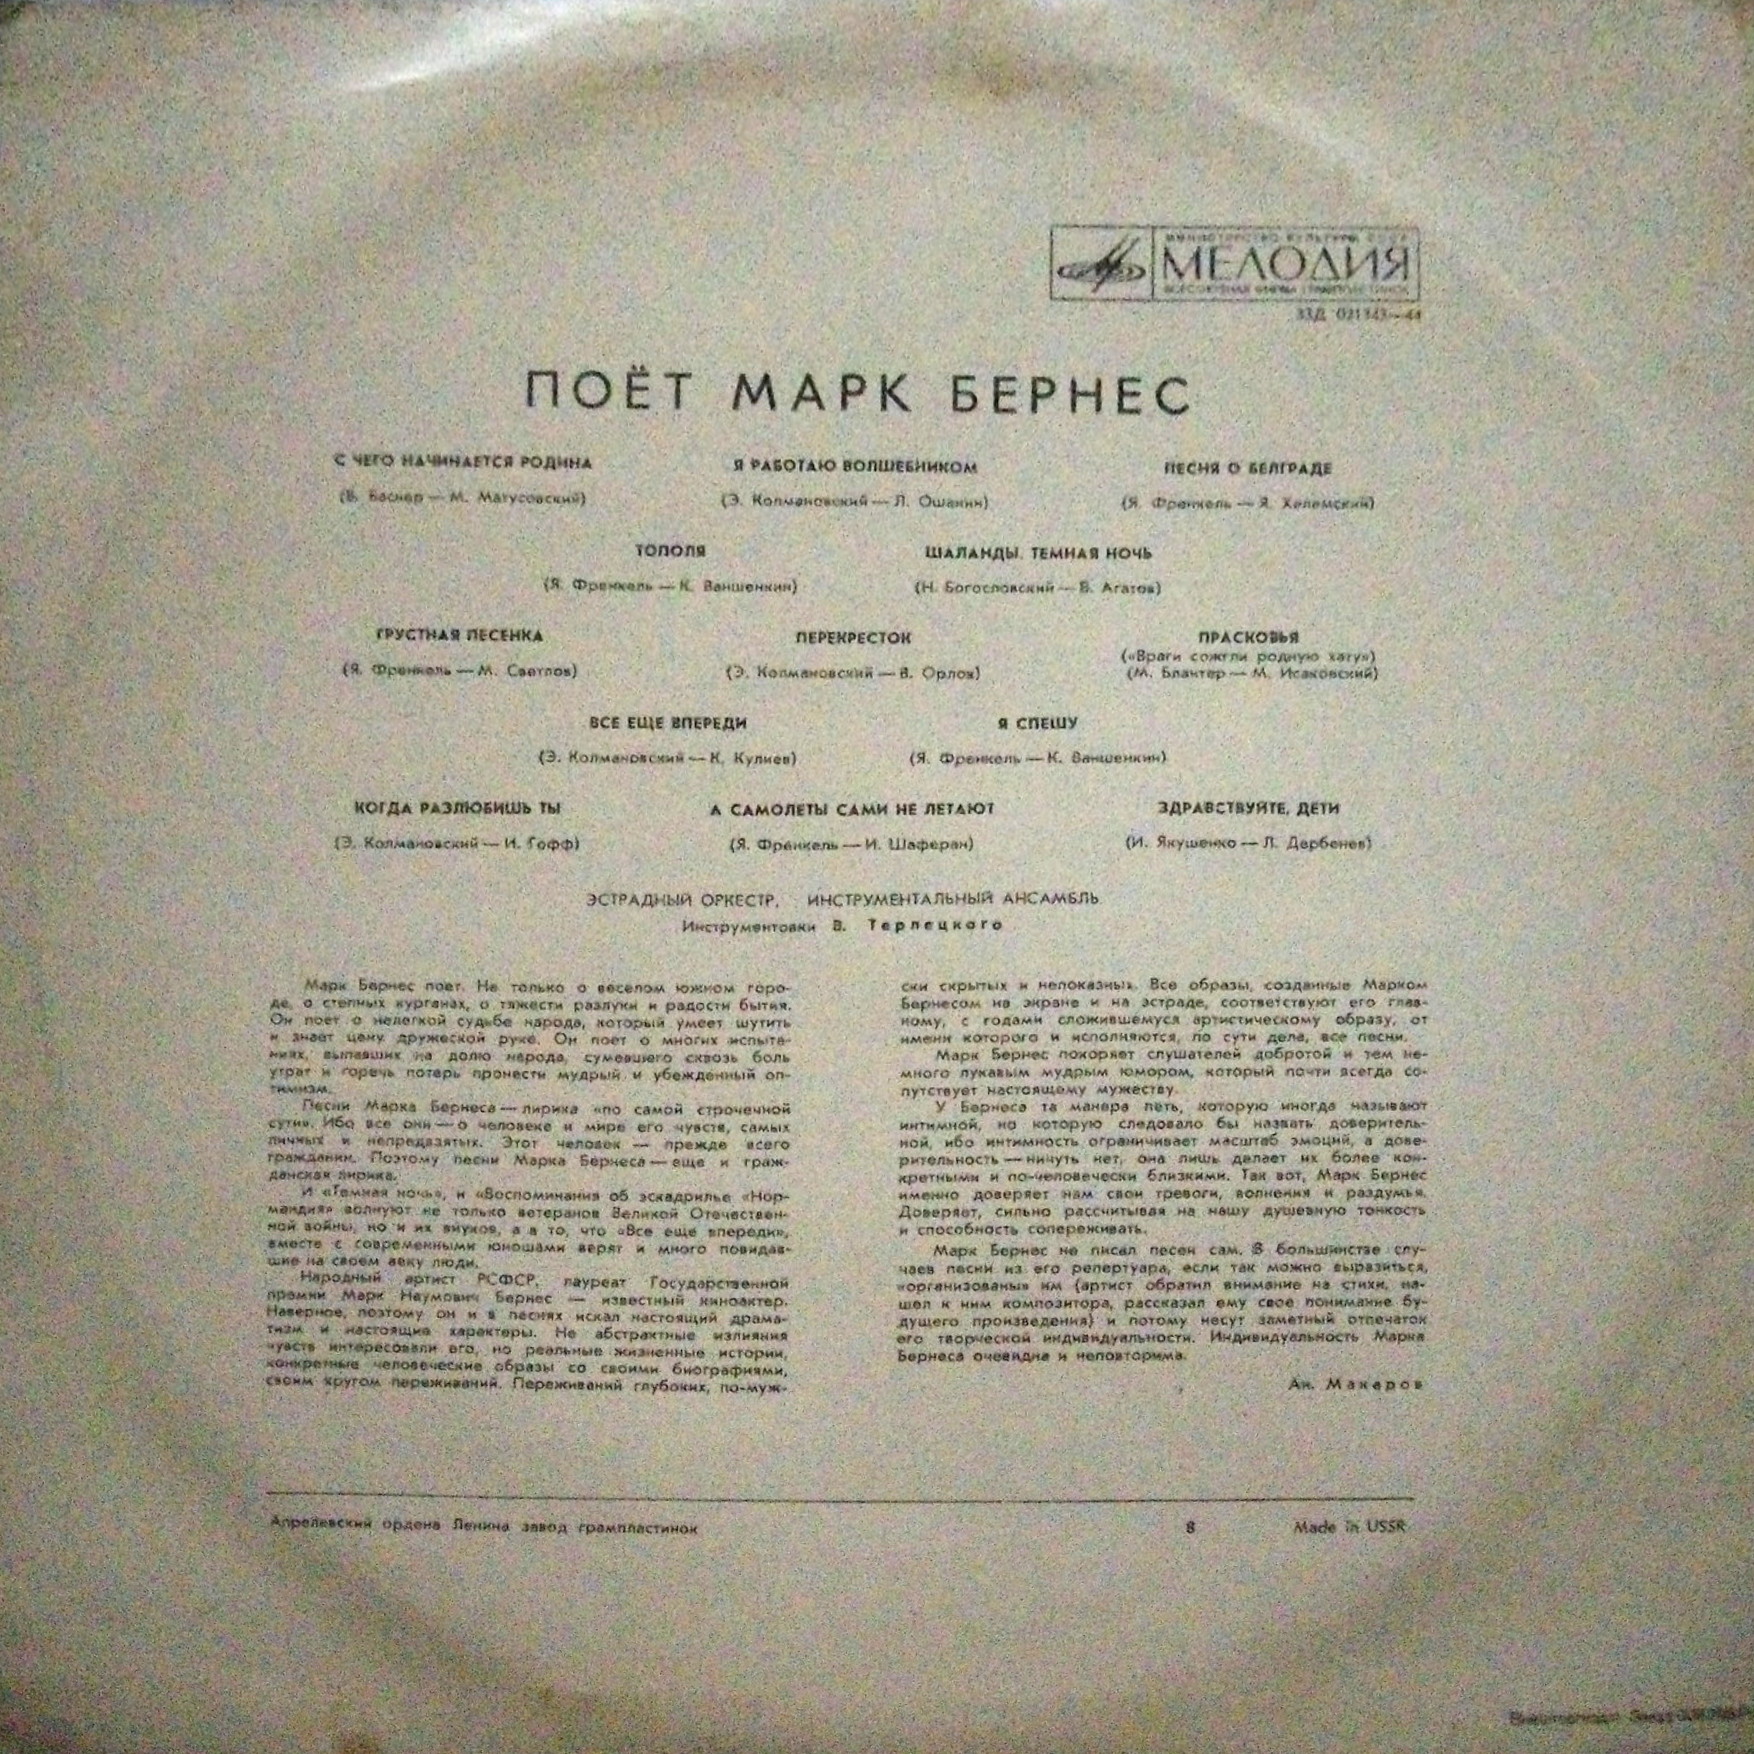 МЕЛОДИЯ
33Д 021343—44
ПОЁТ МАРК БЕРНЕС
С ЧЕГО НАЧИНАЕТСЯ РОДИНА
(В. Баснер — М. Матусовский)
Я РАБОТАЮ ВОЛШЕБНИКОМ
(Э. Колмановский — Л. Ошанин)
ПЕСНЯ О БЕЛГРАДЕ
(Я. Френкель — Я. Хелемский)
ТОПОЛЯ
(Я. Френкель — К. Ваншенкин)
ШАЛАНДЫ. ТЕМНАЯ НОЧЬ
(Н. Богословский — В. Агатов)
ГРУСТНАЯ ПЕСЕНКА
(Я. Френкель — М. Светлов)
ПЕРЕКРЕСТОК
(Э. Колмановский — В. Орлов)
ПРАСКОВЬЯ
(«Враги сожгли родную хату»)
(М. Блантер — М. Исаковский)
ВСЕ ЕЩЕ ВПЕРЕДИ
(Э. Колмановский — К. Кулиев)
Я СПЕШУ
(Я. Френкель — К. Ваншенкин)
КОГДА РАЗЛЮБИШЬ ТЫ
(Э. Колмановский — И. Гофф)
А САМОЛЕТЫ САМИ НЕ ЛЕТАЮТ
(Я. Френкель — И. Шаферан)
ЗДРАВСТВУЙТЕ, ДЕТИ
(И. Якушенко — Л. Дербенев)
ЭСТРАДНЫЙ ОРКЕСТР, ИНСТРУМЕНТАЛЬНЫЙ АНСАМБЛЬ
Инструментовки В. Терлецкого
Марк Бернес поет. Не только о веселом южном горо-
де, о степных курганах, о тяжести разлуки и радости бытия.
Он поет о нелегкой судьбе народа, который умеет шутить
и знает цену дружеской руке. Он поет о многих испыта-
ниях, выпавших на долю народа, сумевшего сквозь боль
утрат и горечь потерь пронести мудрый и убежденный оп-
тимизм.
Песни Марка Бернеса — лирика «по самой строчечной
сути». Ибо все они — о человеке и мире его чувств, самых
личных и непредвзятых. Этот человек — прежде всего
гражданин. Поэтому песни Марка Бернеса — еще и граж-
данская лирика.
И «Темная ночь», и «Воспоминания об эскадрилье «Нор-
мандия» волнуют не только ветеранов Великой Отечествен-
ной войны, но и их внуков, а в то, что «Все еще впереди»,
вместе с современными юношами верят и много повидав-
шие на своем веку люди.
Народный артист РСФСР, лауреат Государственной
премии Марк Наумович Бернес — известный киноактер.
Наверное, поэтому он и в песнях искал настоящий драма-
тизм и настоящие характеры. Не абстрактные излияния
чувств интересовали его, но реальные жизненные истории,
конкретные человеческие образы со своими биографиями,
своим кругом переживаний. Переживаний глубоких, по-муж-
ски скрытых и непоказных. Все образы, созданные Марком
Бернесом на экране и на эстраде, соответствуют его глав-
ному, с годами сложившемуся артистическому образу, от
имени которого и исполняются, по сути дела, все песни.
Марк Бернес покоряет слушателей добротой и тем не-
много лукавым мудрым юмором, который почти всегда со-
путствует настоящему мужеству.
У Бернеса та манера петь, которую иногда называют
интимной, но которую следовало бы назвать доверитель-
ной, ибо интимность ограничивает масштаб эмоций, а дове-
рительность — ничуть нет, она лишь делает их более кон-
кретными и по-человечески близкими. Так вот, Марк Бернес
именно доверяет нам свои тревоги, волнения и раздумья.
Доверяет, сильно рассчитывая на нашу душевную тонкость
и способность сопереживать.
Марк Бернес не писал песен сам. В большинстве слу-
чаев песни из его репертуара, если так можно выразиться,
«организованы» им (артист обратил внимание на стихи, на-
шел к ним композитора, рассказал ему свое понимание бу-
дущего произведения) и потому несут заметный отпечаток
его творческой индивидуальности. Индивидуальность Марка
Бернеса очевидна и неповторима.
Ан. Макаров
Апрелевский ордена Ленина завод грампластинок
8
Made in USSR